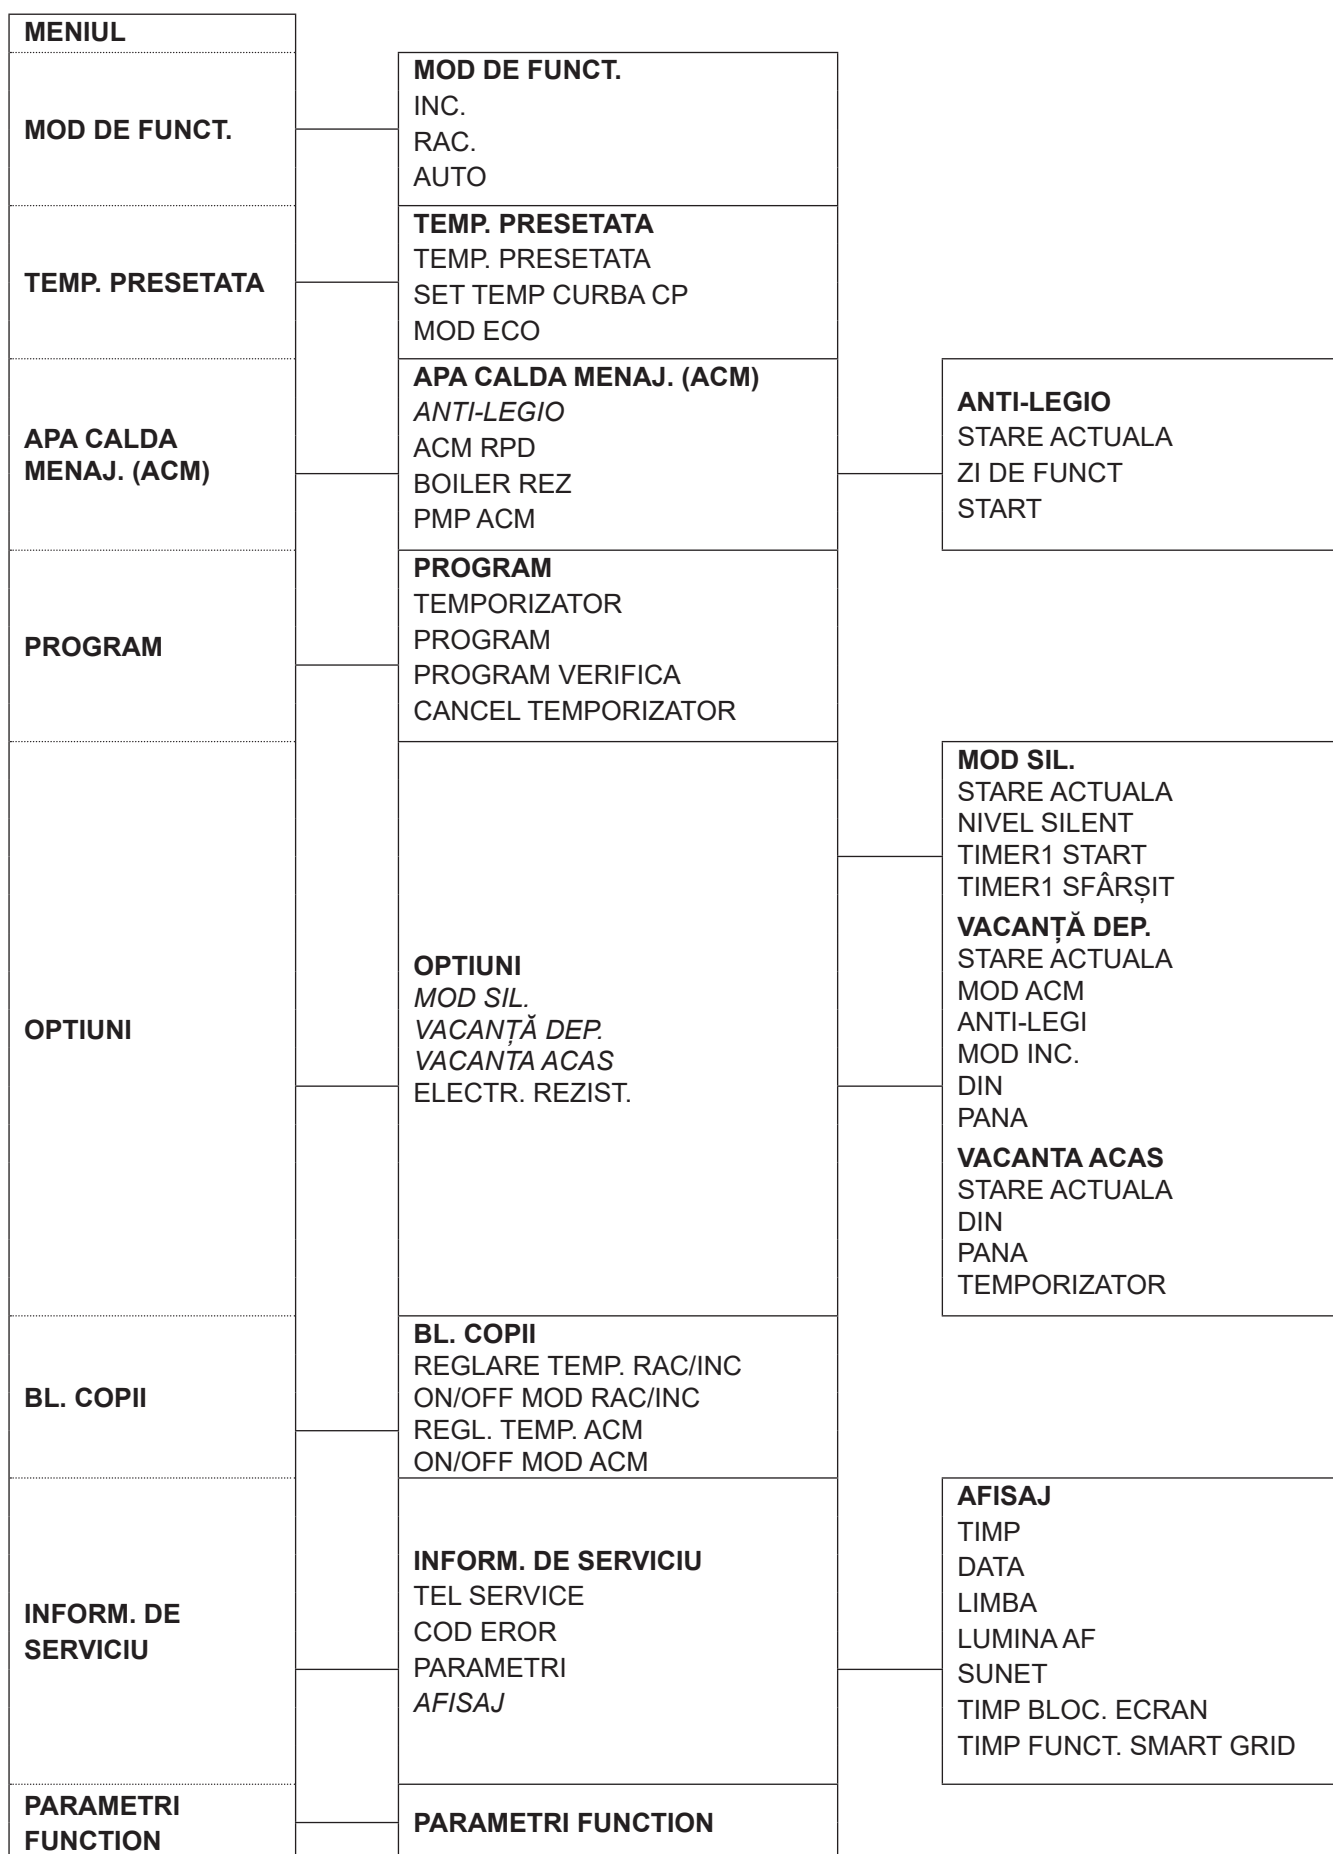 MENIUL
MOD DE FUNCT.
MOD DE FUNCT.
INC.
RAC.
AUTO
TEMP. PRESETATA
TEMP. PRESETATA
TEMP. PRESETATA
SET TEMP CURBA CP
MOD ECO
APA CALDA
MENAJ. (ACM)
APA CALDA MENAJ. (ACM)
ANTI-LEGIO
ACM RPD
BOILER REZ
PMP ACM
ANTI-LEGIO
STARE ACTUALA
ZI DE FUNCT
START
PROGRAM
PROGRAM
TEMPORIZATOR
PROGRAM
PROGRAM VERIFICA
CANCEL TEMPORIZATOR
OPTIUNI
OPTIUNI
MOD SIL.
VACANȚĂ DEP.
VACANTA ACAS
ELECTR. REZIST.
MOD SIL.
STARE ACTUALA
NIVEL SILENT
TIMER1 START
TIMER1 SFÂRȘIT
VACANȚĂ DEP.
STARE ACTUALA
MOD ACM
ANTI-LEGI
MOD INC.
DIN
PANA
VACANTA ACAS
STARE ACTUALA
DIN
PANA
TEMPORIZATOR
BL. COPII
BL. COPII
REGLARE TEMP. RAC/INC
ON/OFF MOD RAC/INC
REGL. TEMP. ACM
ON/OFF MOD ACM
INFORM. DE
SERVICIU
INFORM. DE SERVICIU
TEL SERVICE
COD EROR
PARAMETRI
AFISAJ
AFISAJ
TIMP
DATA
LIMBA
LUMINA AF
SUNET
TIMP BLOC. ECRAN
TIMP FUNCT. SMART GRID
PARAMETRI
FUNCTION
PARAMETRI FUNCTION